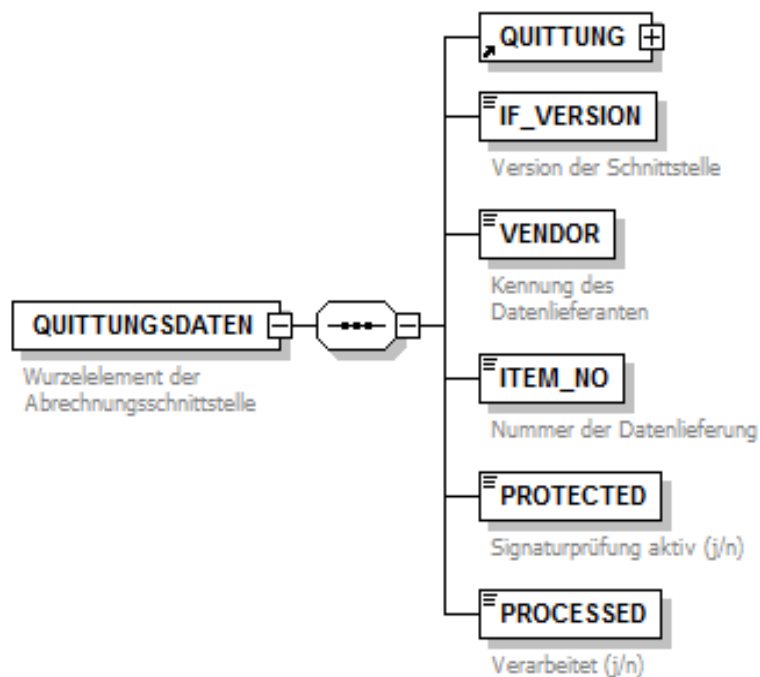 QUITTUNG
IF_VERSION
Version der Schnittstelle
VENDOR
Kennung des
Datenlieferanten
QUITTUNGSDATEN
Wurzelelement der
Abrechnungsschnittstelle
ITEM_NO
Nummer der Datenlieferung
PROTECTED
Signaturprüfung aktiv (j/n)
PROCESSED
Verarbeitet (j/n)